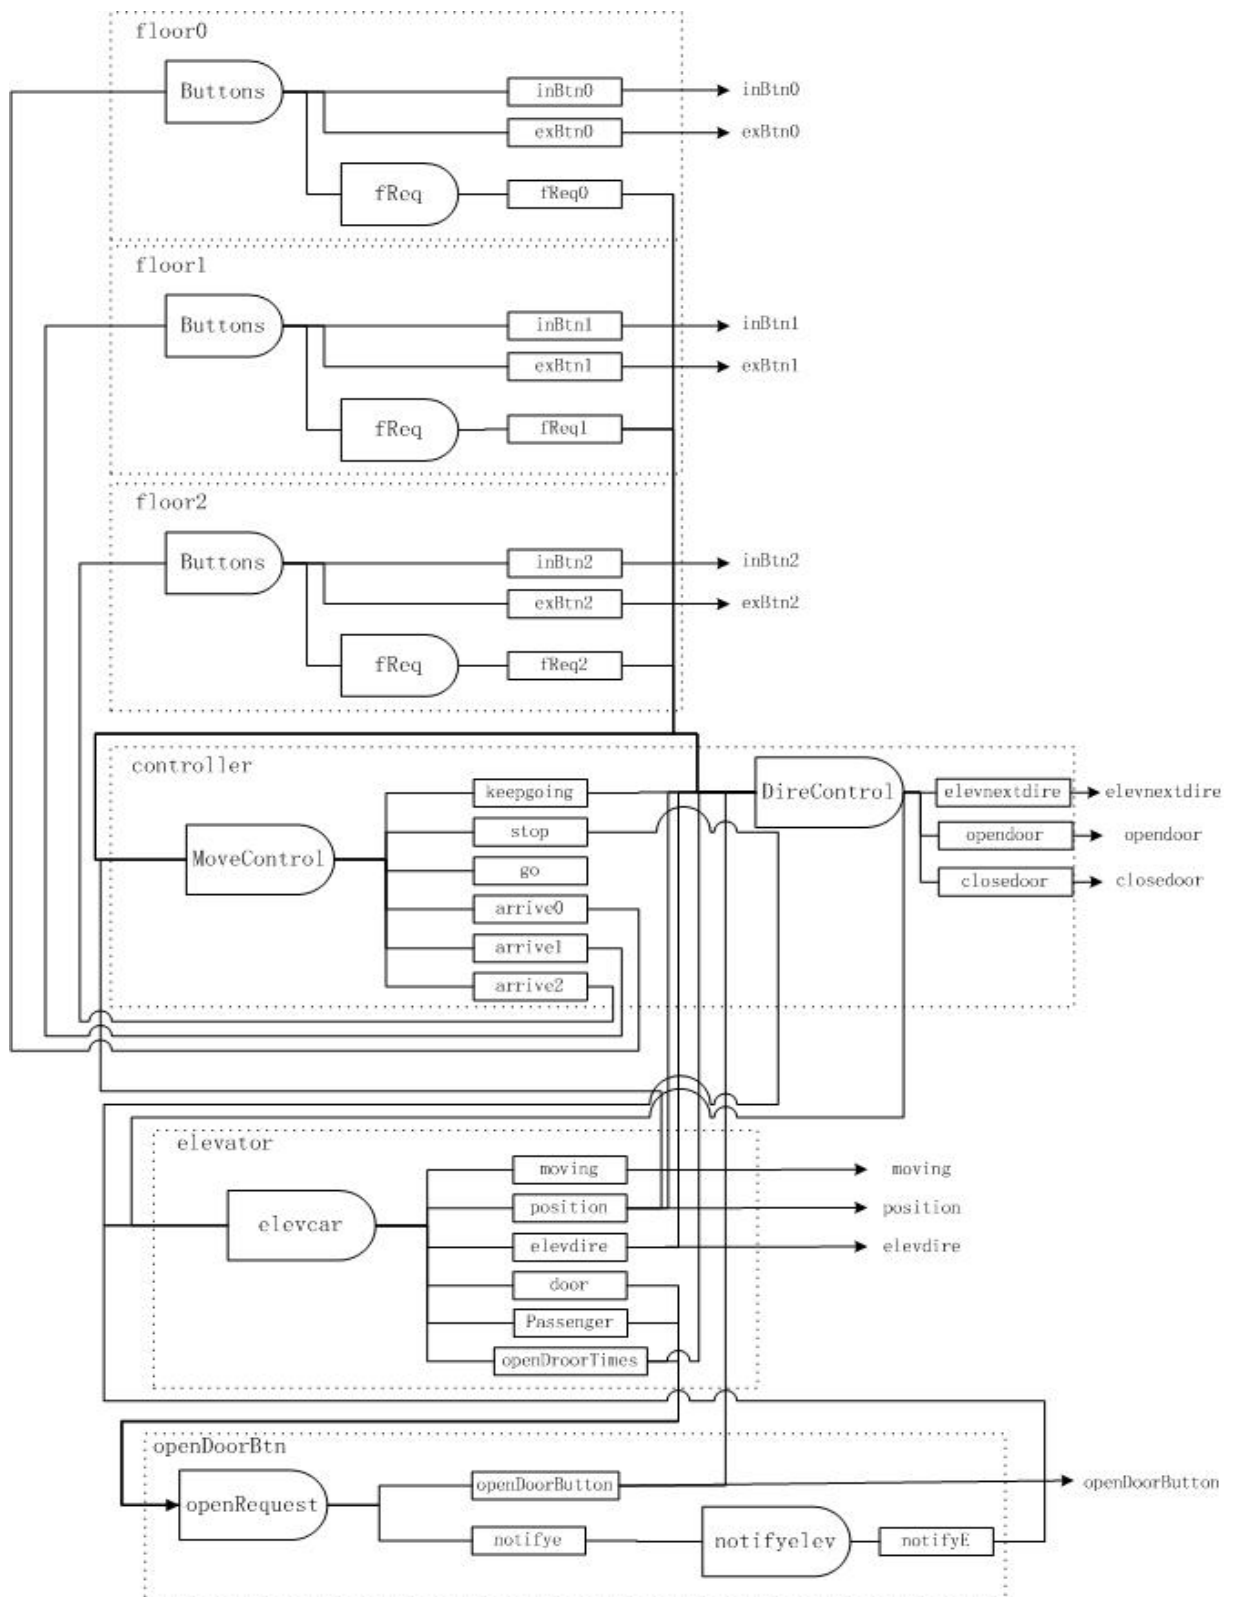 floor0
Buttons
inBtn0
inBtn0
exBtn0
exBtn0
fReq
fReq0
floor1
Buttons
inBtn1
inBtn1
exBtn1
exBtn1
fReq
fReq1
floor2
Buttons
inBtn2
inBtn2
exBtn2
exBtn2
fReq
fReq2
controller
MoveControl
keepgoing
stop
go
arrive0
arrive1
arrive2
DireControl
elevnextdire
elevnextdire
opendoor
opendoor
closedoor
closedoor
elevator
elevcar
moving
moving
position
position
elevdire
elevdire
door
Passenger
openDroorTimes
openDoorBtn
openRequest
openDoorButton
openDoorButton
notifye
notifyelev
notifyE